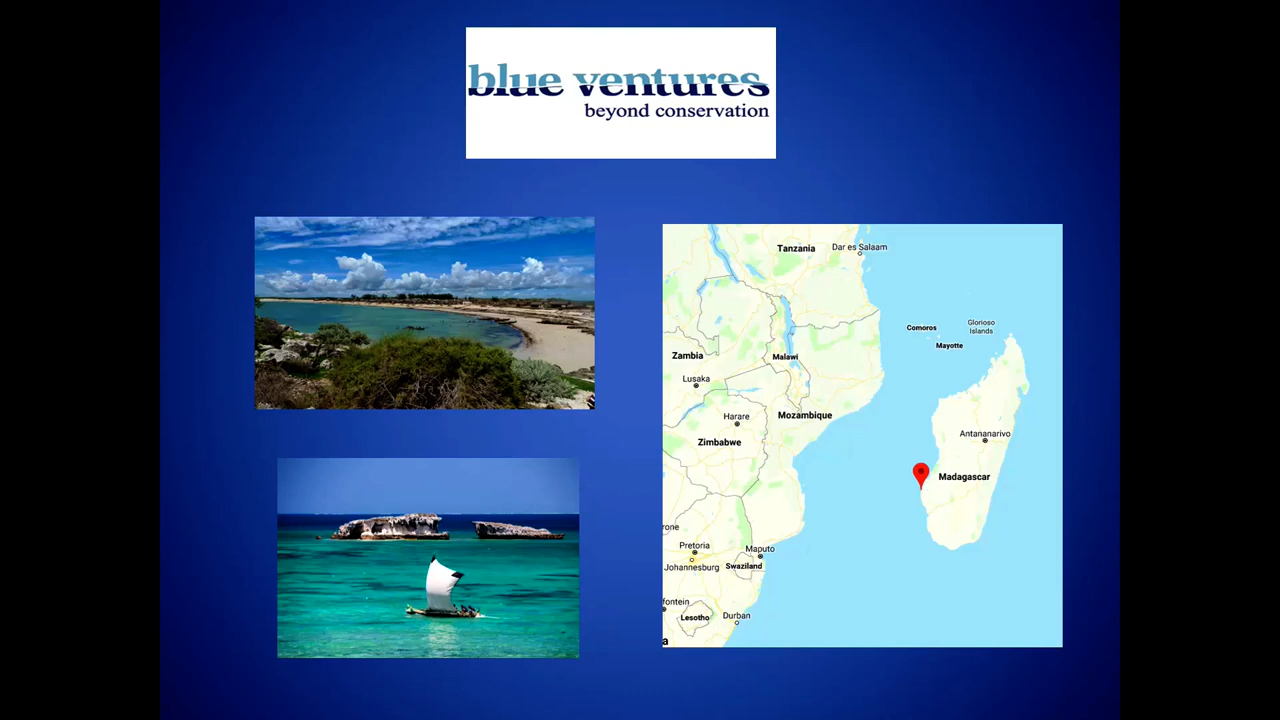 blue ventures
beyond conservation
Tanzania
Dar es Salaam
Comoros
Glorioso
Islands
Mayotte
Zambia
Malawi
Lusaka
Harare
Mozambique
Zimbabwe
Antananarivo
Madagascar
rone
Pretoria
Maputo
Johannesburg
Swaziland
fontein
Lesotho
Durban
a